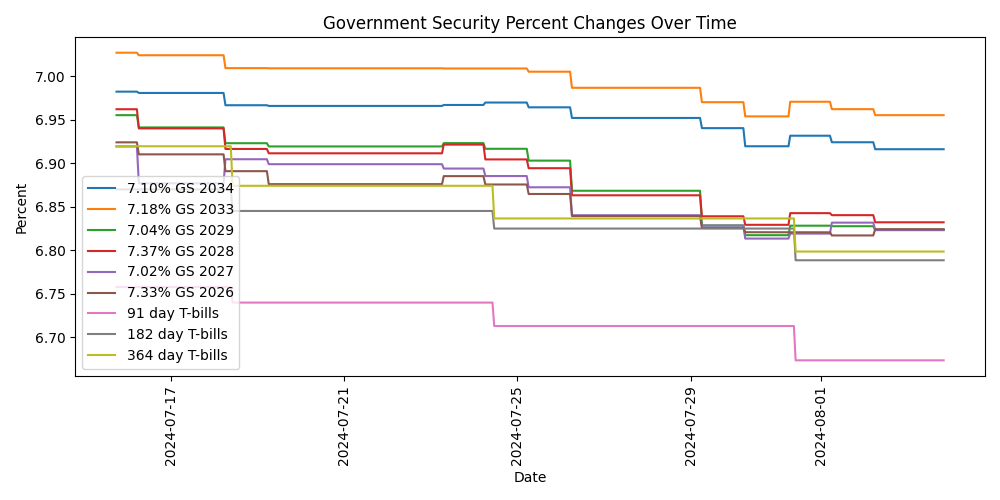 Government Security Percent Changes Over Time
Percent
7.00
6.95
6.90
6.85
6.80
6.75
6.70
7.10% GS 2034
7.18% GS 2033
7.04% GS 2029
7.37% GS 2028
7.02% GS 2027
7.33% GS 2026
91 day T-bills
182 day T-bills
364 day T-bills
2024-07-17
2024-07-21
2024-07-25
2024-07-29
2024-08-01
Date